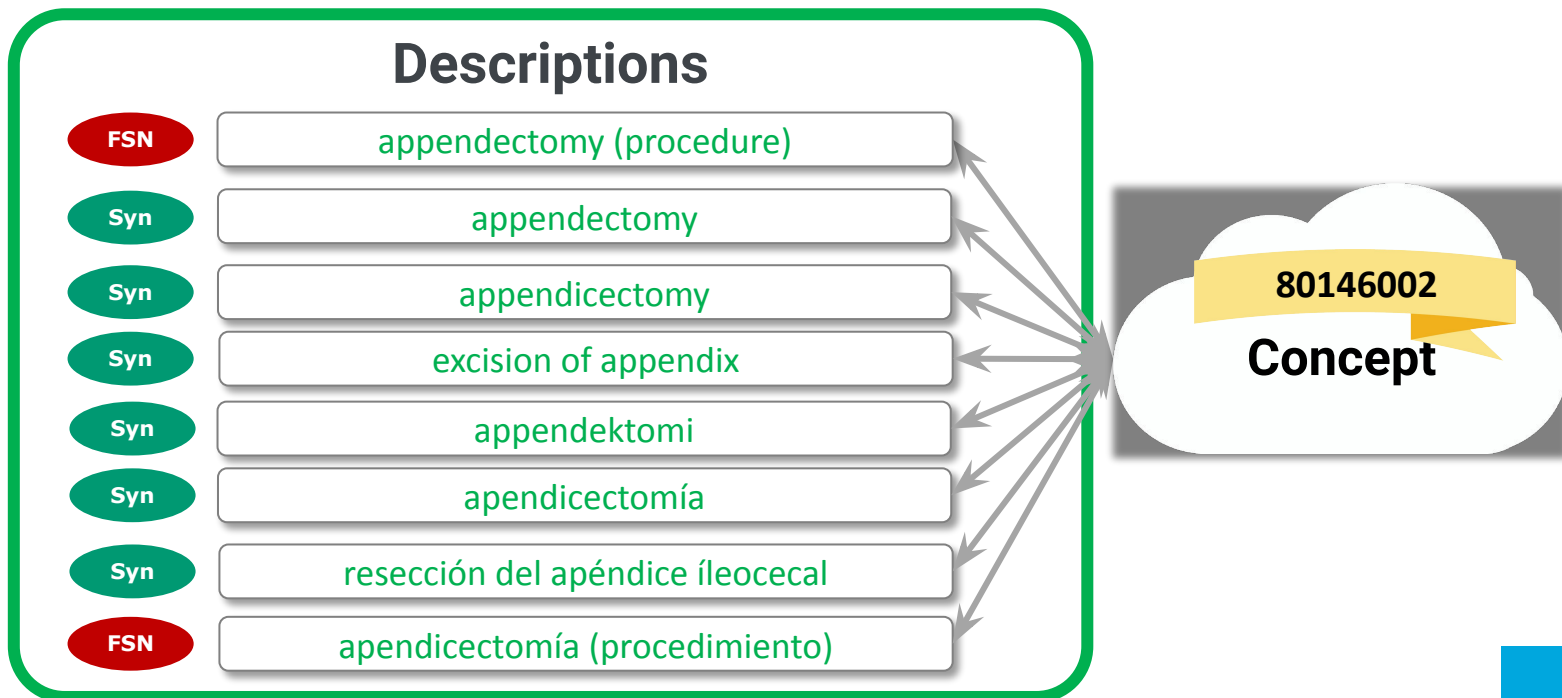 Descriptions
FSN appendectomy (procedure)
Syn appendectomy
Syn appendicectomy
Syn excision of appendix
Syn appendektomi
Syn apendicectomía
Syn resección del apéndice íleocecal
FSN apendicectomía (procedimiento)
80146002
Concept